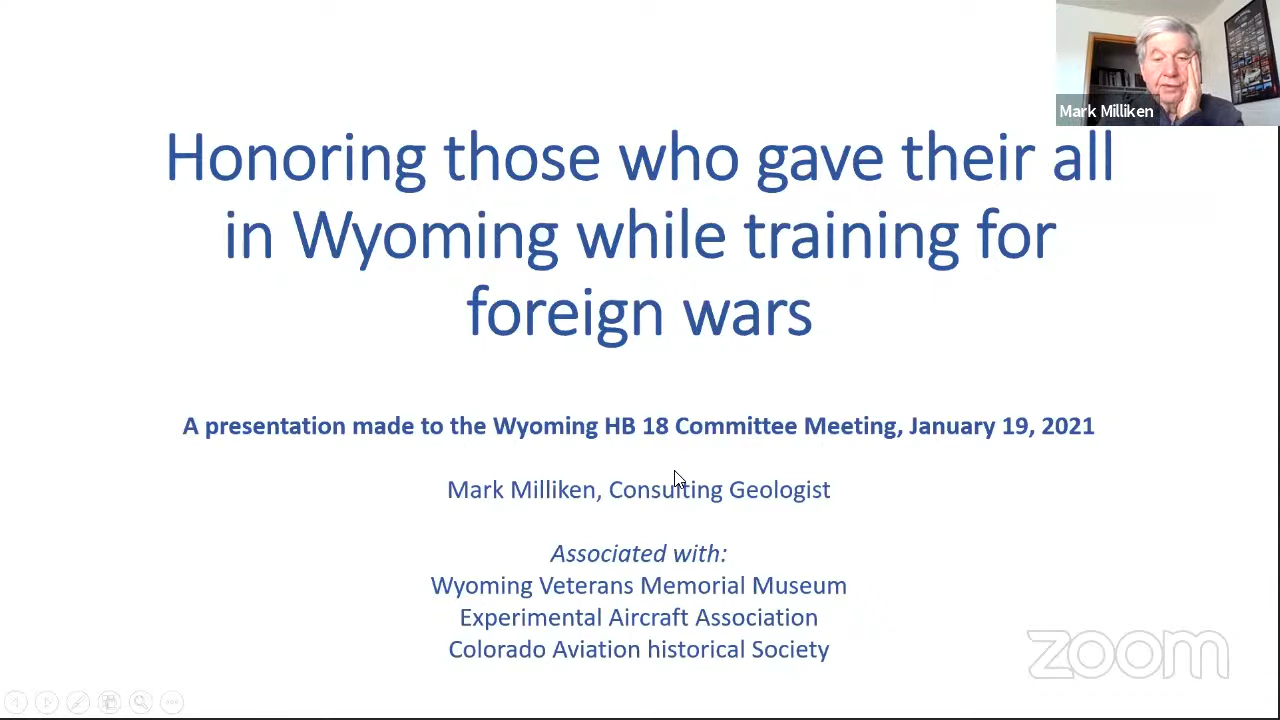 Mark Milliken
Honoring those who gave their all
in Wyoming while training for
foreign wars
A presentation made to the Wyoming HB 18 Committee Meeting, January 19, 2021
Mark Milliken, Consulting Geologist
Associated with:
Wyoming Veterans Memorial Museum
Experimental Aircraft Association
Colorado Aviation historical Society
zoom